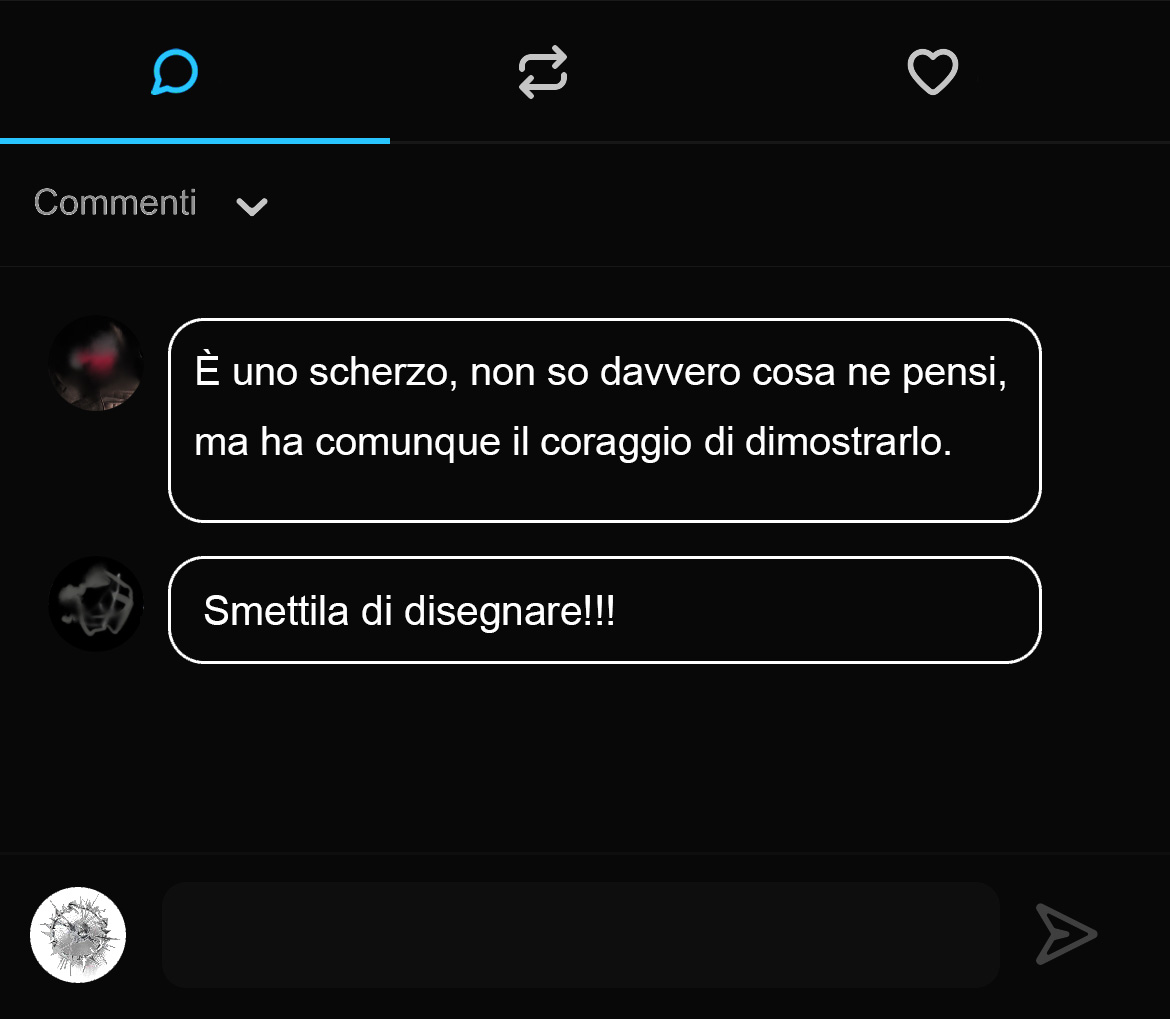 Commenti
È uno scherzo, non so davvero cosa ne pensi,
ma ha comunque il coraggio di dimostrarlo.
Smettila di disegnare!!!